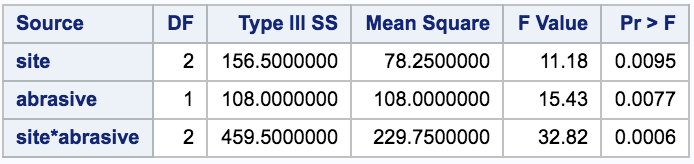 Source DF Type III SS Mean Square F Value Pr > F
site 2 156.5000000 78.2500000 11.18 0.0095
abrasive 1 108.0000000 108.0000000 15.43 0.0077
site*abrasive 2 459.5000000 229.7500000 32.82 0.0006